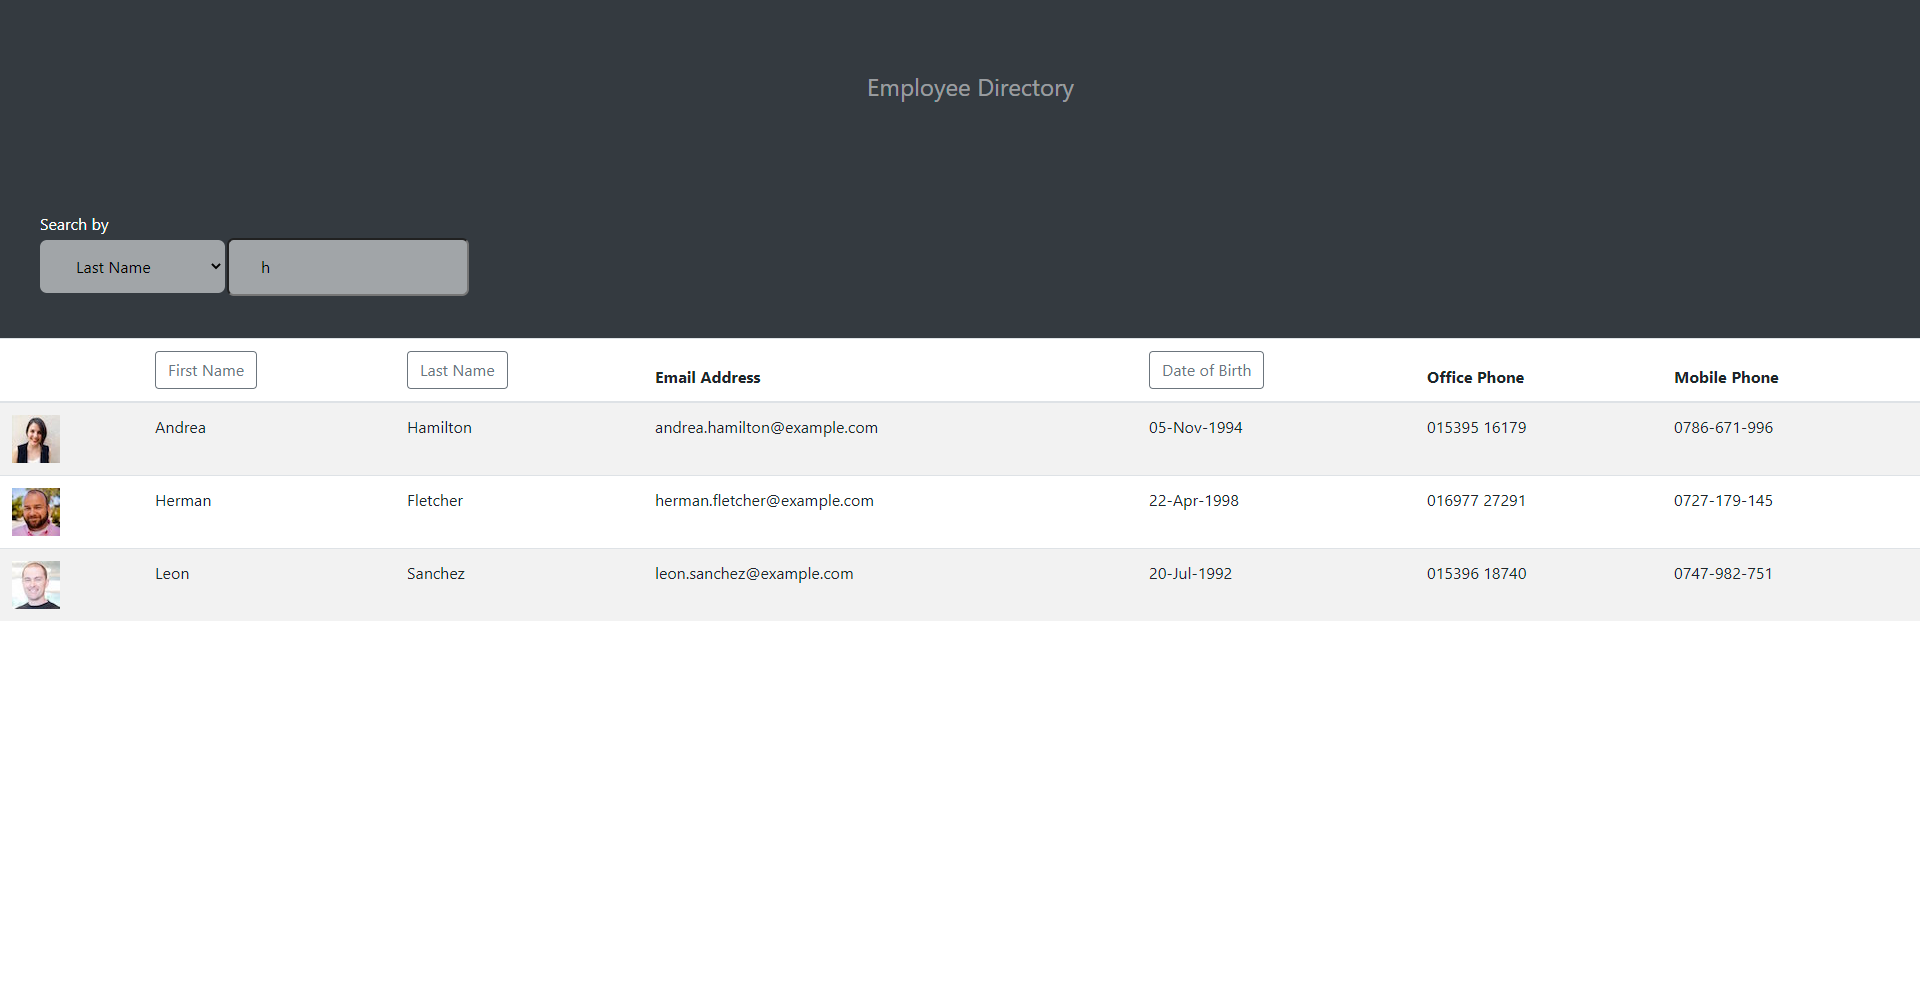 Employee Directory
Search by
Last Name h
First Name Last Name Email Address Date of Birth Office Phone Mobile Phone
Andrea Hamilton andrea.hamilton@example.com 05-Nov-1994 015395 16179 0786-671-996
Herman Fletcher herman.fletcher@example.com 22-Apr-1998 016977 27291 0727-179-145
Leon Sanchez leon.sanchez@example.com 20-Jul-1992 015396 18740 0747-982-751